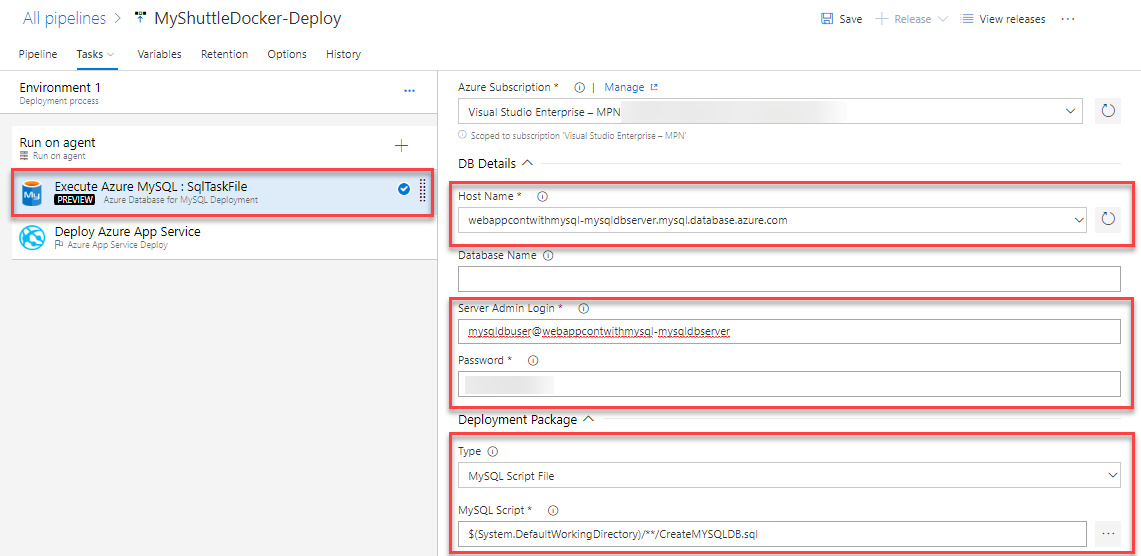 All pipelines > MyShuttleDocker-Deploy
Save
Release
View releases
...
Pipeline
Tasks
Variables
Retention
Options
History
Environment 1
...
Deployment process
Run on agent
Run on agent
Execute Azure MySQL : SqlTaskFile
My
PREVIEW Azure Database for MySQL Deployment
Deploy Azure App Service
Azure App Service Deploy
Azure Subscription * | Manage
Visual Studio Enterprise – MPN
Scoped to subscription 'Visual Studio Enterprise – MPN'
DB Details
Host Name *
webappcontwithmysql-mysqldbserver.mysql.database.azure.com
Database Name
Server Admin Login *
mysqldbuser@webappcontwithmysql-mysqldbserver
Password *
Deployment Package
Type
MySQL Script File
MySQL Script *
$(System.DefaultWorkingDirectory)/**/CreateMYSQLDB.sql
...